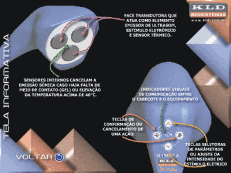 FACE TRANSDUTORA QUE
ATUA COMO ELEMENTO
EMISSOR DE ULTRASOM,
ESTÍMULO ELETRÔNICO
E SENSOR TÉRMICO.
KLD
BIOSISTEMAS
TELA INFORMATIVA
SENSORES INTERNOS CANCELAM A
EMISSÃO SÔNICA CASO HAJA FALTA DE
MEIO DE CONTATO (GEL) OU ELEVAÇÃO
DA TEMPERATURA ACIMA DE 40°C.
INDICADORES VISUAIS
DE COMUNICAÇÃO ENTRE
O CABEÇOTE E O EQUIPAMENTO
TECLAS DE
CONFIRMAÇÃO OU
CANCELAMENTO DE
UMA AÇÃO.
TECLAS SELETORAS
DE PARÂMETROS
OU AJUSTE DA
INTENSIDADE DO
ESTÍMULO ELÉTRICO
VOLTAR
KLD